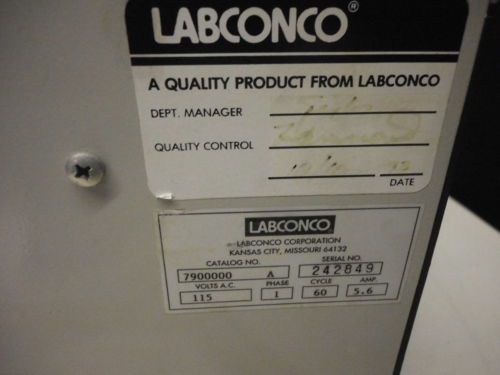 LABCONCO®
A QUALITY PRODUCT FROM LABCONCO
DEPT. MANAGER
QUALITY CONTROL
DATE
LABCONCO
LABCONCO CORPORATION
KANSAS CITY, MISSOURI 64132
CATALOG NO. SERIAL NO.
7900000 A 242849
VOLTS A.C. PHASE CYCLE AMP.
115 1 60 5.6